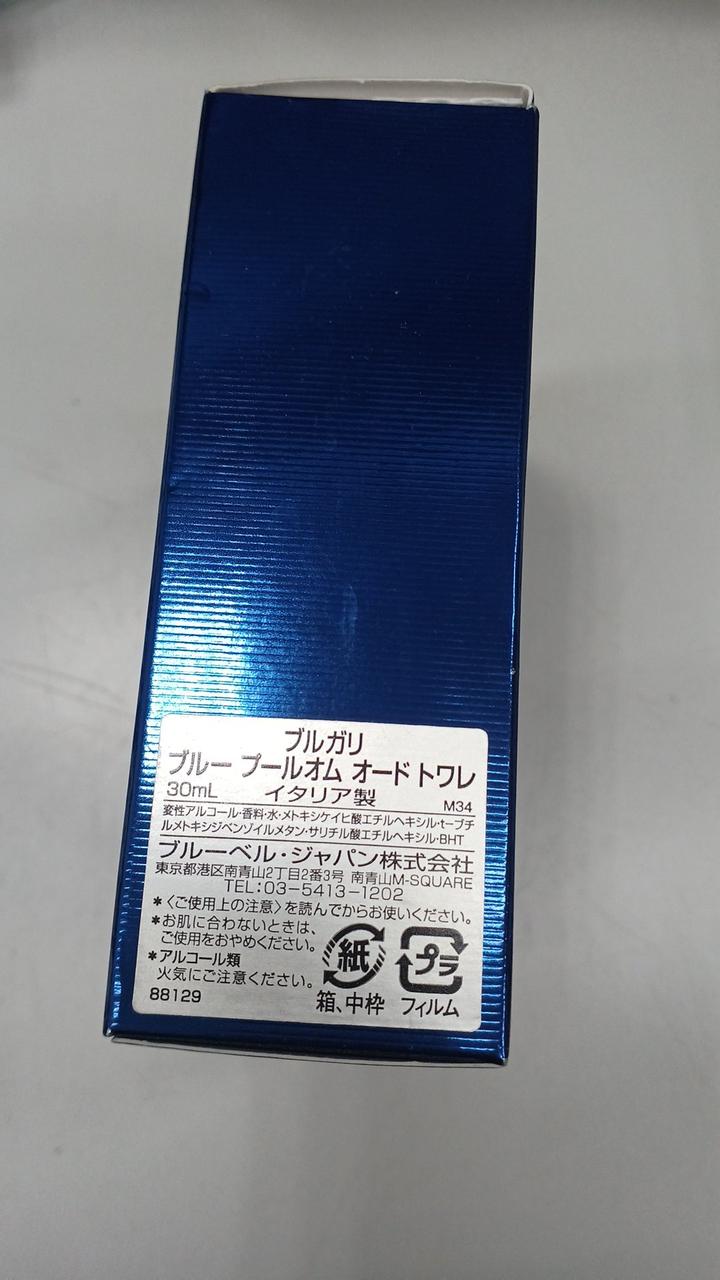 ブルガリ
ブルー プールオム オードトワレ
30mL イタリア製 M34
変性アルコール・香料・水・メトキシケイヒ酸エチルヘキシル・t-ブチ
ルメトキシジベンゾイルメタン・サリチル酸エチルヘキシル・BHT
ブルーベル・ジャパン株式会社
東京都港区南青山2丁目2番3号 南青山M-SQUARE
TEL:03-5413-1202
*〈ご使用上の注意〉を読んでからお使いください。
*お肌に合わないときは、
ご使用をおやめください。
*アルコール類
火気にご注意ください。
88129
紙
箱、中枠
プラ
フィルム